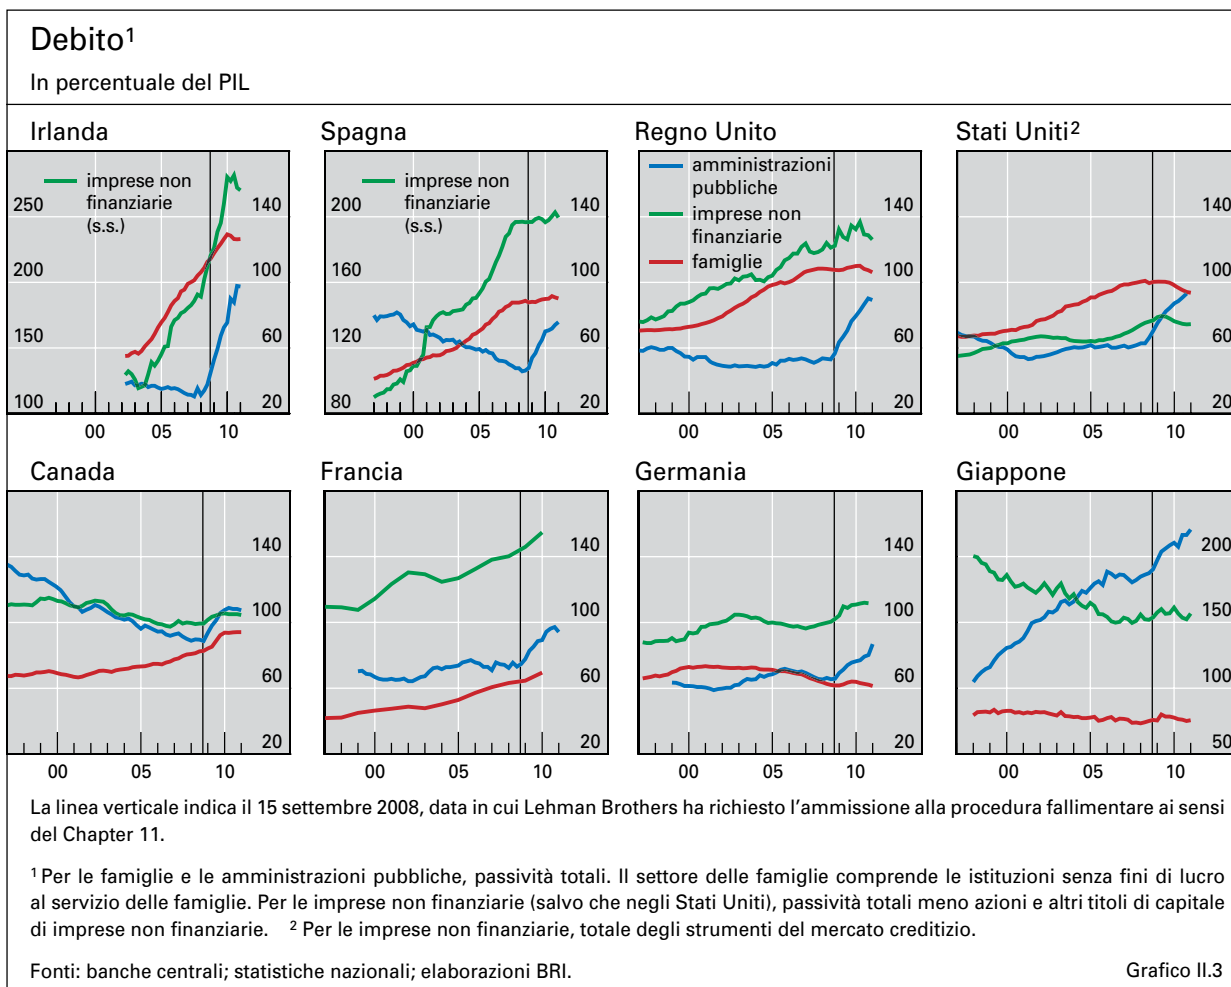 Debito¹
In percentuale del PIL
Irlanda
imprese non
finanziarie
(s.s.)
250
200
150
100
140
100
60
20
00 05 10
Spagna
imprese non
finanziarie
(s.s.)
200
160
120
80
140
100
60
20
00 05 10
Regno Unito
amministrazioni
pubbliche
imprese non
finanziarie
famiglie
140
100
60
20
00 05 10
Stati Uniti²
140
100
60
20
00 05 10
Canada
140
100
60
20
00 05 10
Francia
140
100
60
20
00 05 10
Germania
140
100
60
20
00 05 10
Giappone
200
150
100
50
00 05 10
La linea verticale indica il 15 settembre 2008, data in cui Lehman Brothers ha richiesto l’ammissione alla procedura fallimentare ai sensi
del Chapter 11.
¹ Per le famiglie e le amministrazioni pubbliche, passività totali. Il settore delle famiglie comprende le istituzioni senza fini di lucro
al servizio delle famiglie. Per le imprese non finanziarie (salvo che negli Stati Uniti), passività totali meno azioni e altri titoli di capitale
di imprese non finanziarie. ² Per le imprese non finanziarie, totale degli strumenti del mercato creditizio.
Fonti: banche centrali; statistiche nazionali; elaborazioni BRI.
Grafico II.3